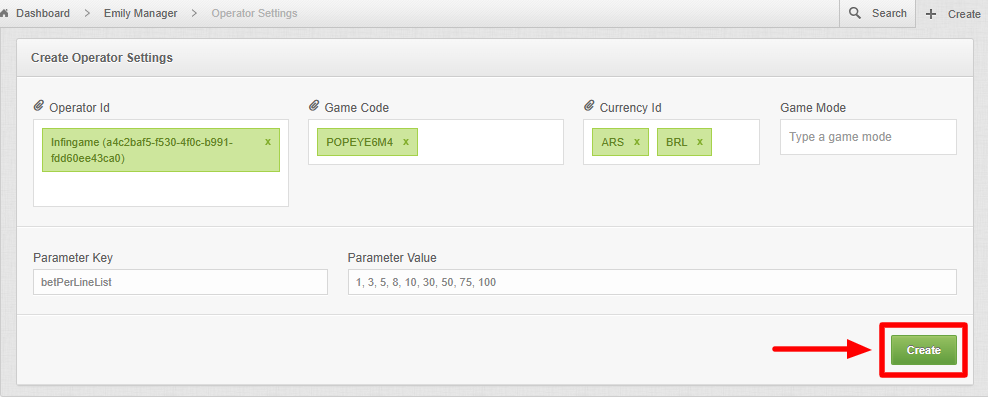 Dashboard > Emily Manager > Operator Settings Search + Create
Create Operator Settings
Operator Id Game Code Currency Id Game Mode
Infingame (a4c2baf5-f530-4f0c-b991- x
fdd60ee43ca0)
POPEYE6M4 x
ARS x BRL x
Type a game mode
Parameter Key Parameter Value
betPerLineList 1, 3, 5, 8, 10, 30, 50, 75, 100
Create